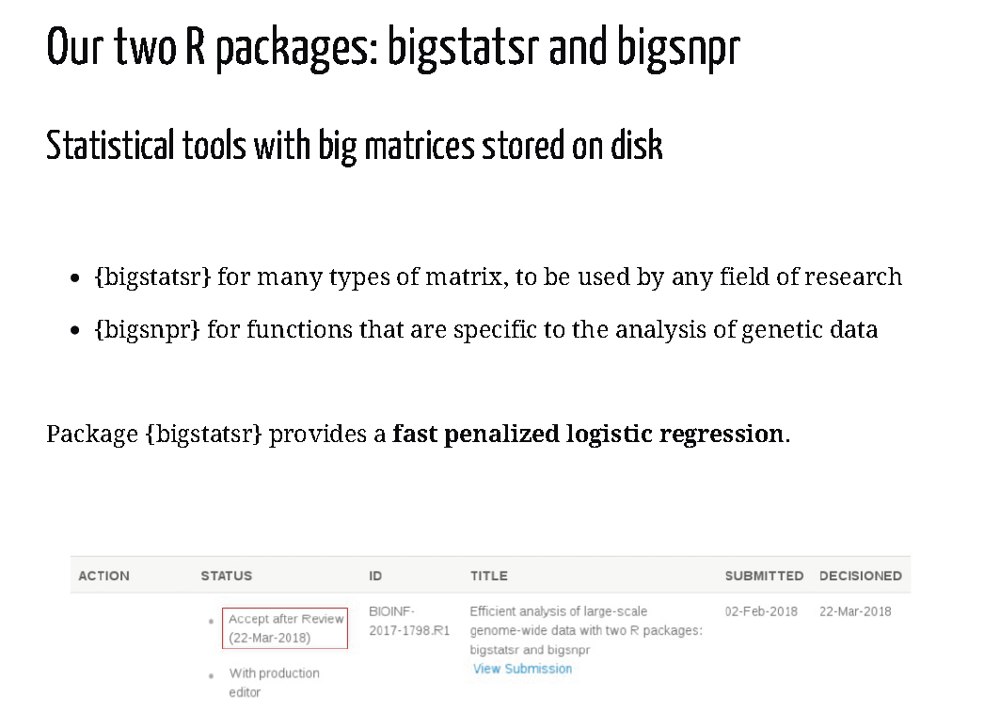 Our two R packages: bigstatsr and bigsnpr
Statistical tools with big matrices stored on disk
• {bigstatsr} for many types of matrix, to be used by any field of research
• {bigsnpr} for functions that are specific to the analysis of genetic data
Package {bigstatsr} provides a fast penalized logistic regression.
ACTION STATUS ID TITLE SUBMITTED DECISIONED
• Accept after Review BIOINF- Efficient analysis of large-scale 02-Feb-2018 22-Mar-2018
(22-Mar-2018) 2017-1798.R1 genome-wide data with two R packages:
bigstatsr and bigsnpr
• With production View Submission
editor